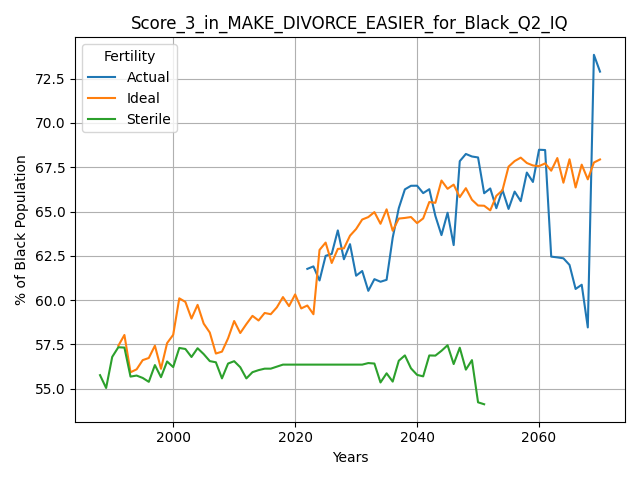 Score_3_in_MAKE_DIVORCE_EASIER_for_Black_Q2_IQ
Fertility
Actual
Ideal
Sterile
% of Black Population
72.5
70.0
67.5
65.0
62.5
60.0
57.5
55.0
2000
2020
2040
2060
Years